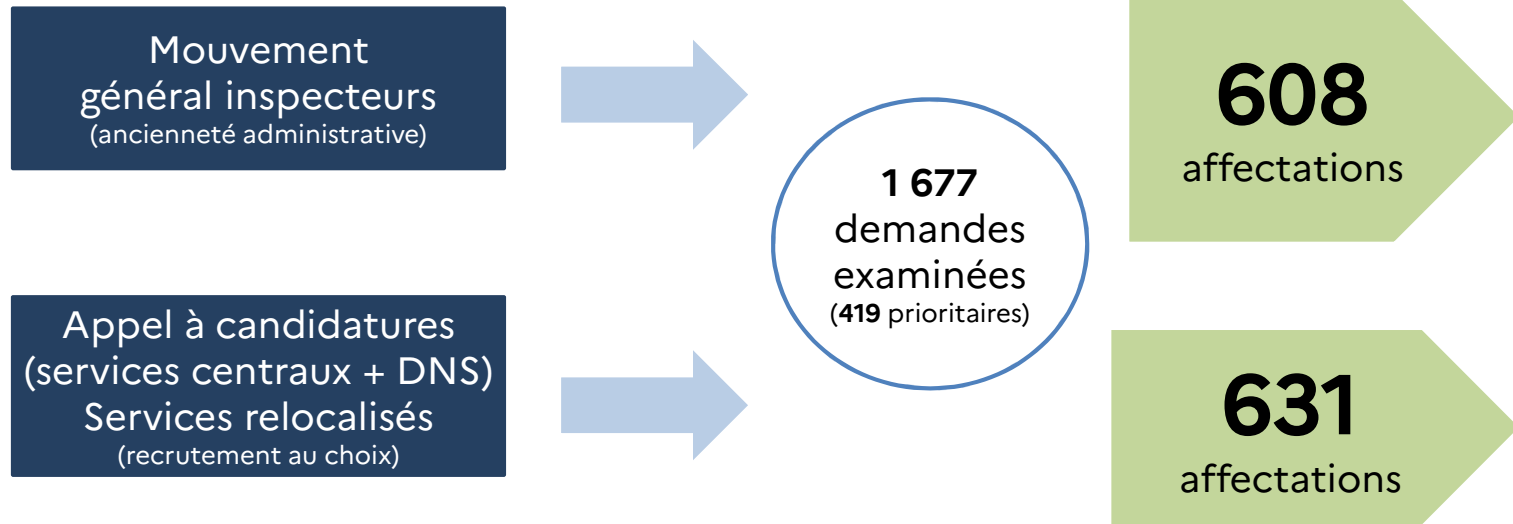 Mouvement
général inspecteurs
(ancienneté administrative)
608
affectations
1 677
demandes
examinées
(419 prioritaires)
Appel à candidatures
(services centraux + DNS)
Services relocalisés
(recrutement au choix)
631
affectations